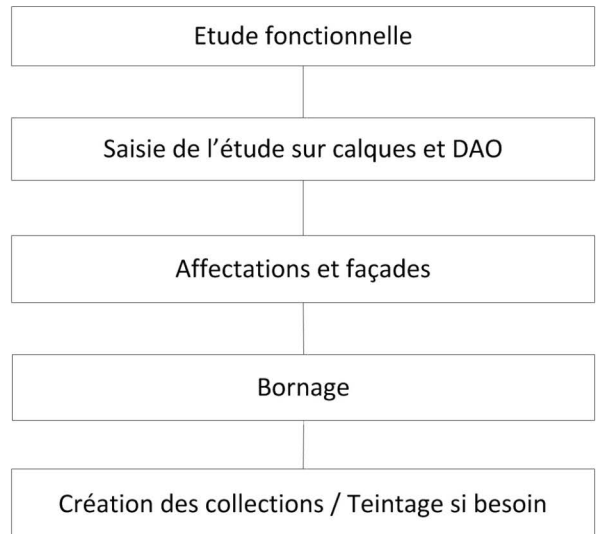 Etude fonctionnelle
Saisie de l’étude sur calques et DAO
Affectations et façades
Bornage
Création des collections / Teintage si besoin